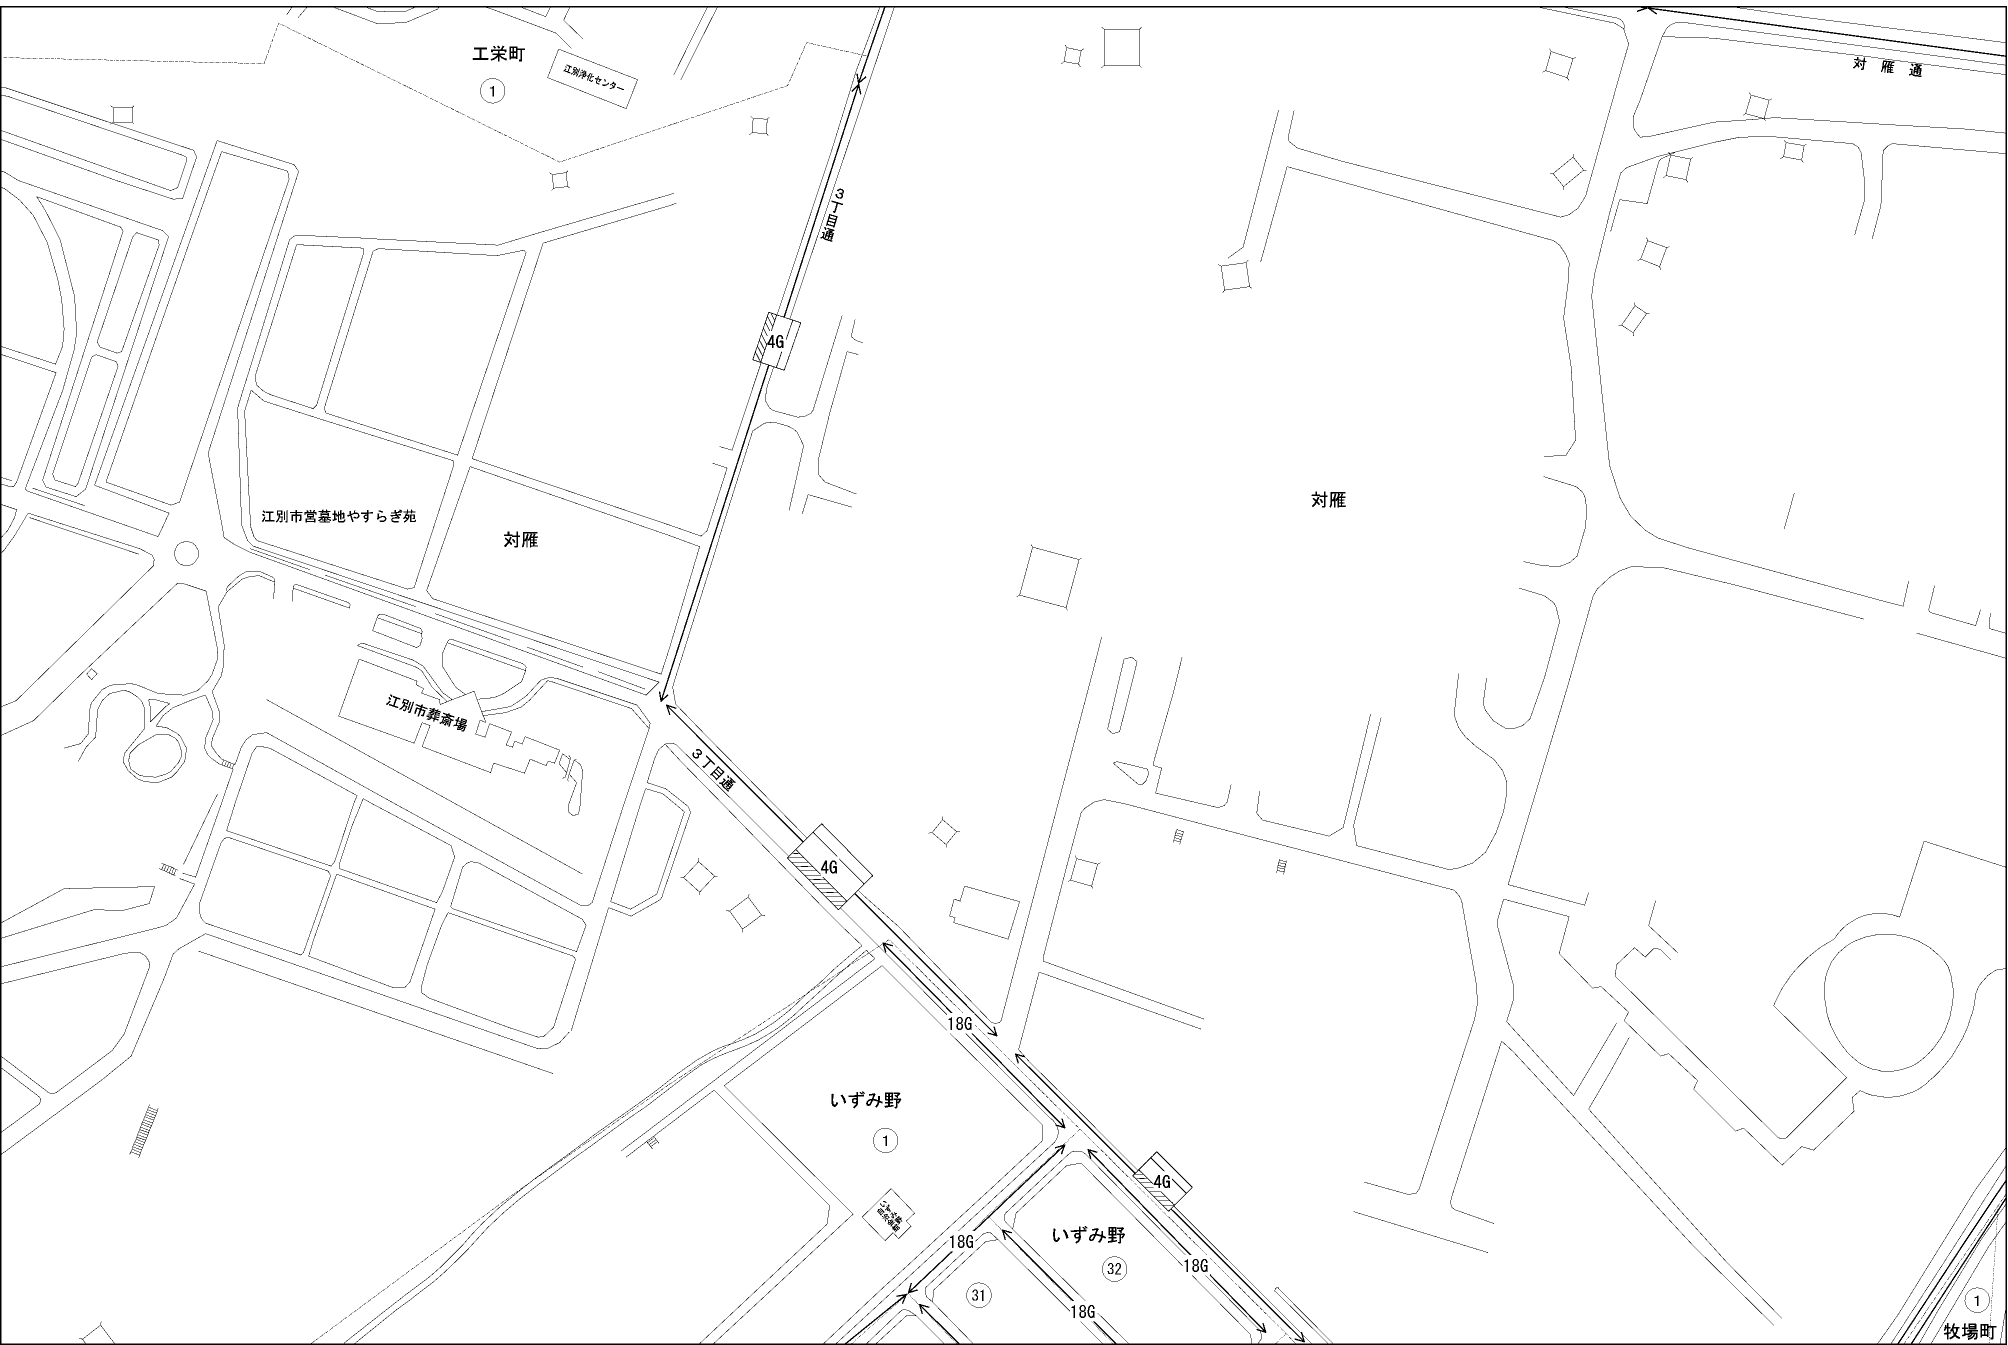 工栄町
1
江別浄化センター
対雁通
3丁目通
4G
対雁
江別市営墓地やすらぎ苑
対雁
江別市葬斎場
3丁目通
4G
18G
いずみ野
1
4G
18G
いずみ野
32
18G
31
18G
1
牧場町